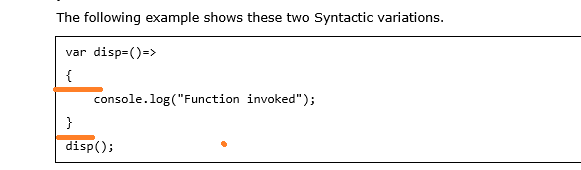 The following example shows these two Syntactic variations.
var disp=()=>
{
console.log("Function invoked");
}
disp();